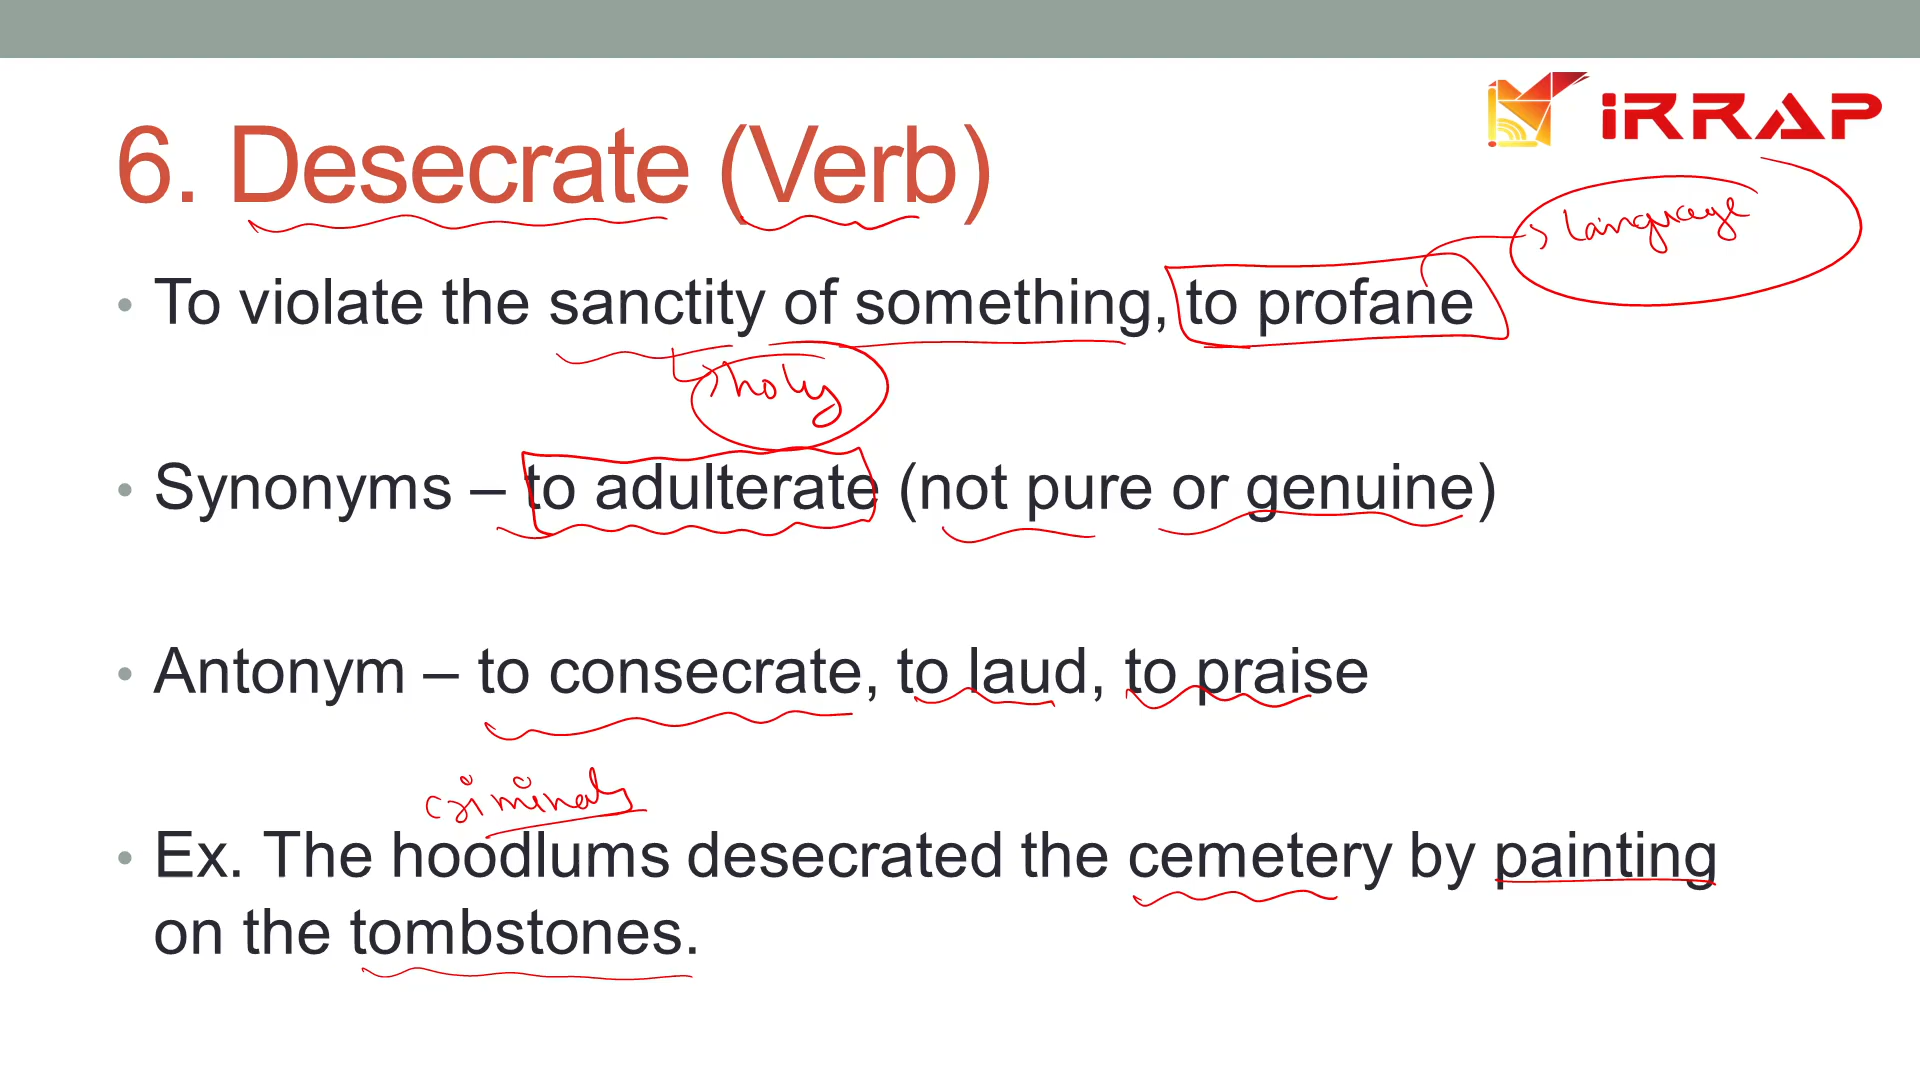 iRRAP
6. Desecrate (Verb)
language
• To violate the sanctity of something, to profane
holy
• Synonyms – to adulterate (not pure or genuine)
• Antonym – to consecrate, to laud, to praise
criminals
• Ex. The hoodlums desecrated the cemetery by painting
on the tombstones.